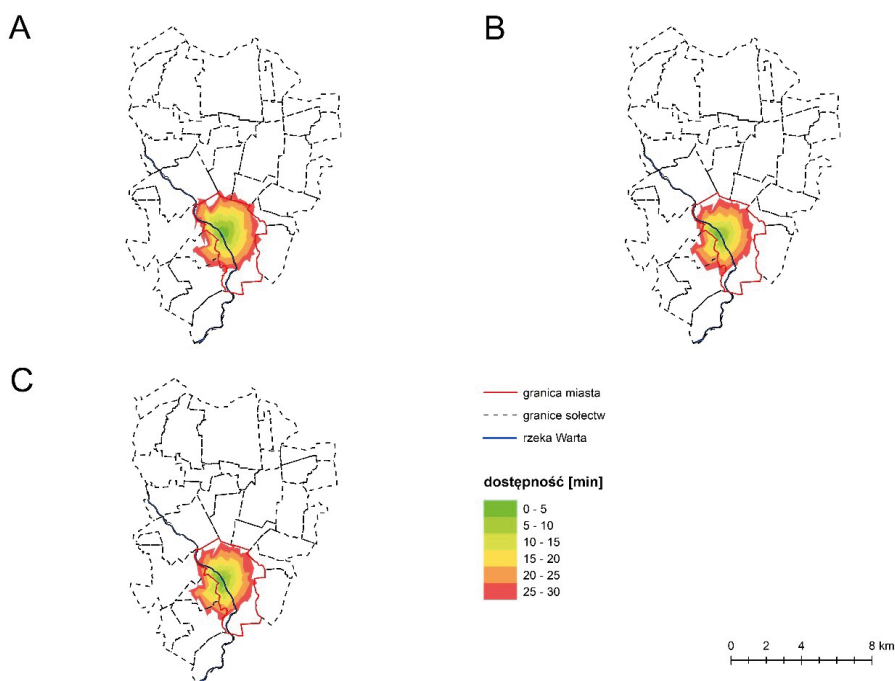 A
B
C
granica miasta
granice sołectw
rzeka Warta
dostępność [min]
0 - 5
5 - 10
10 - 15
15 - 20
20 - 25
25 - 30
0 2 4 8 km